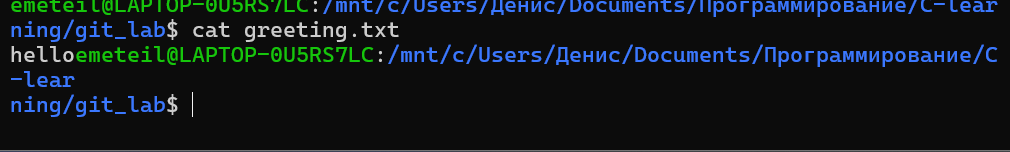 emeteil@LAPTOP-0U5RS7LC:/mnt/c/Users/Денис/Documents/Программирование/C-lear
ning/git_lab$ cat greeting.txt
helloemeteil@LAPTOP-0U5RS7LC:/mnt/c/Users/Денис/Documents/Программирование/C
-lear
ning/git_lab$